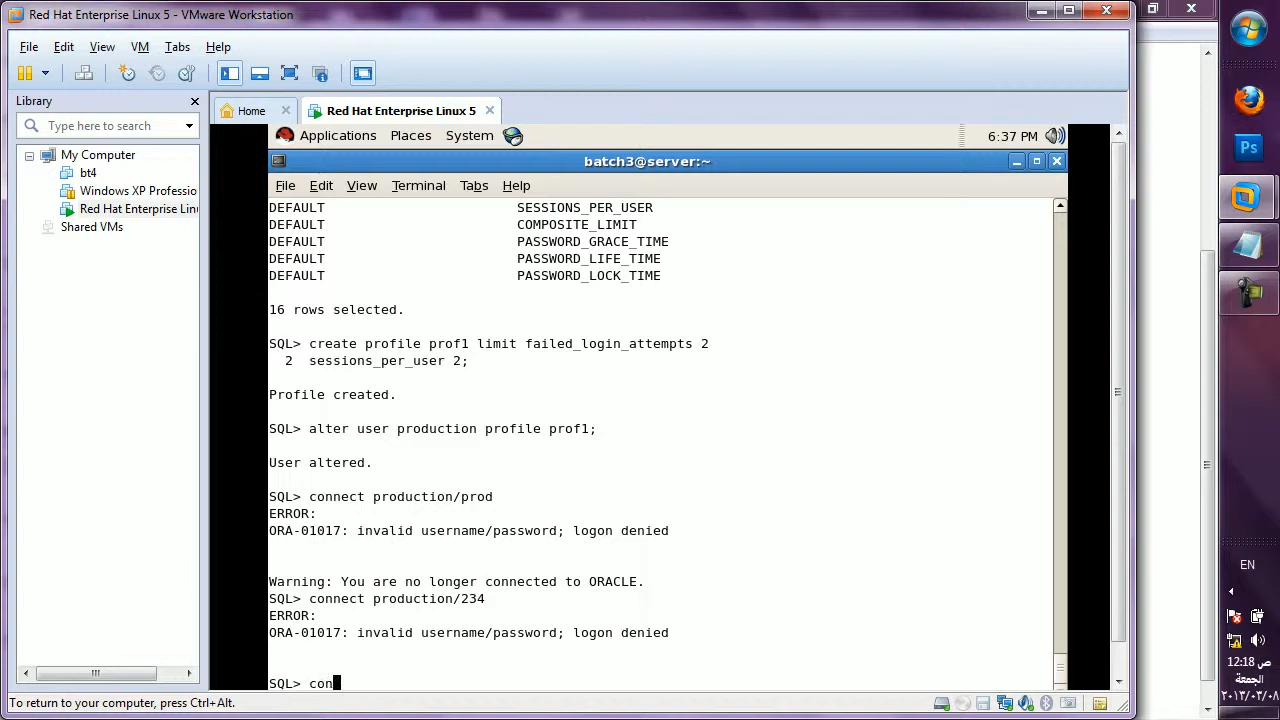 Red Hat Enterprise Linux 5 - VMware Workstation
File Edit View VM Tabs Help
Library
Type here to search
My Computer
bt4
Windows XP Professio
Red Hat Enterprise Lin
Shared VMs
Home
Red Hat Enterprise Linux 5
Applications Places System
6:37 PM
batch3@server:~
File Edit View Terminal Tabs Help
DEFAULT SESSIONS_PER_USER
DEFAULT COMPOSITE_LIMIT
DEFAULT PASSWORD_GRACE_TIME
DEFAULT PASSWORD_LIFE_TIME
DEFAULT PASSWORD_LOCK_TIME
16 rows selected.
SQL> create profile prof1 limit failed_login_attempts 2
2 sessions_per_user 2;
Profile created.
SQL> alter user production profile prof1;
User altered.
SQL> connect production/prod
ERROR:
ORA-01017: invalid username/password; logon denied
Warning: You are no longer connected to ORACLE.
SQL> connect production/234
ERROR:
ORA-01017: invalid username/password; logon denied
SQL> con
To return to your computer, press Ctrl+Alt.
Ps
EN
12:18 ص
الجمعة
٢٠١٣/٠٣/٠٨